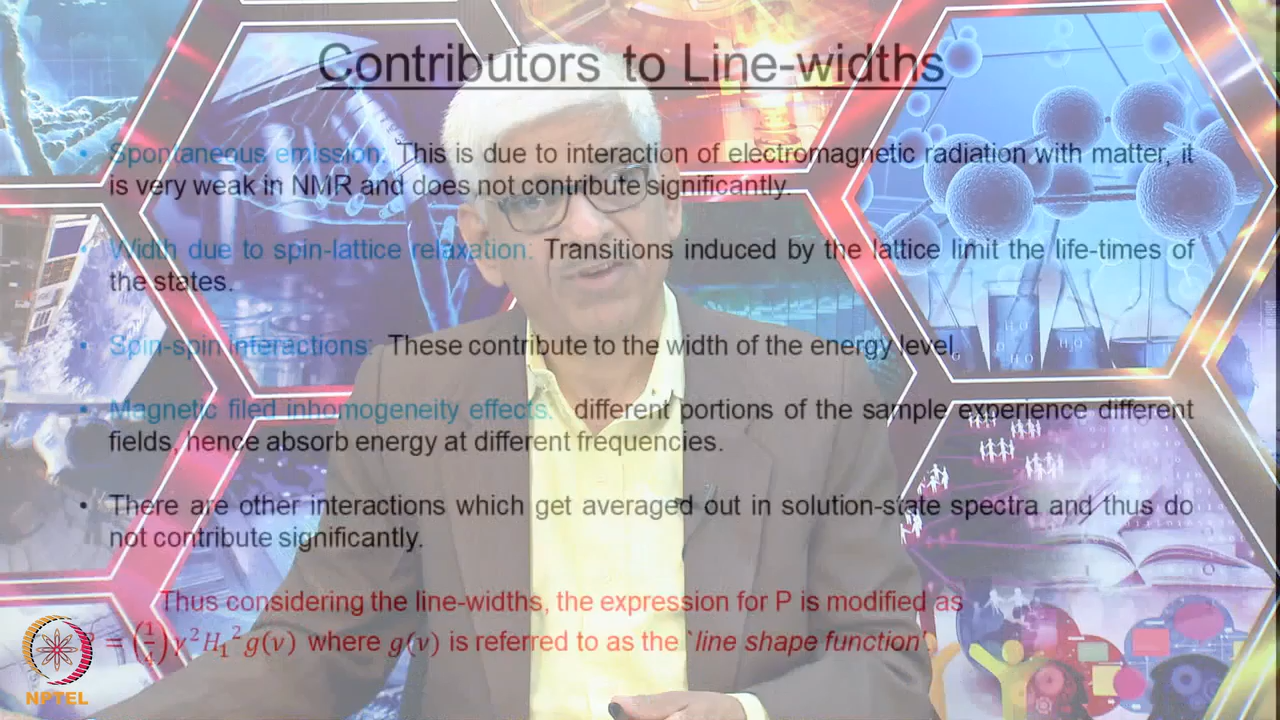 Contributors to Line-widths
• Spontaneous emission: This is due to interaction of electromagnetic radiation with matter, it
is very weak in NMR and does not contribute significantly.
• Width due to spin-lattice relaxation: Transitions induced by the lattice limit the life-times of
the states.
• Spin-spin interactions: These contribute to the width of the energy level.
• Magnetic filed inhomogeneity effects: different portions of the sample experience different
fields, hence absorb energy at different frequencies.
• There are other interactions which get averaged out in solution-state spectra and thus do
not contribute significantly.
Thus considering the line-widths, the expression for P is modified as
= (1/4) γ² H₁² g(ν) where g(ν) is referred to as the `line shape function'.
NPTEL